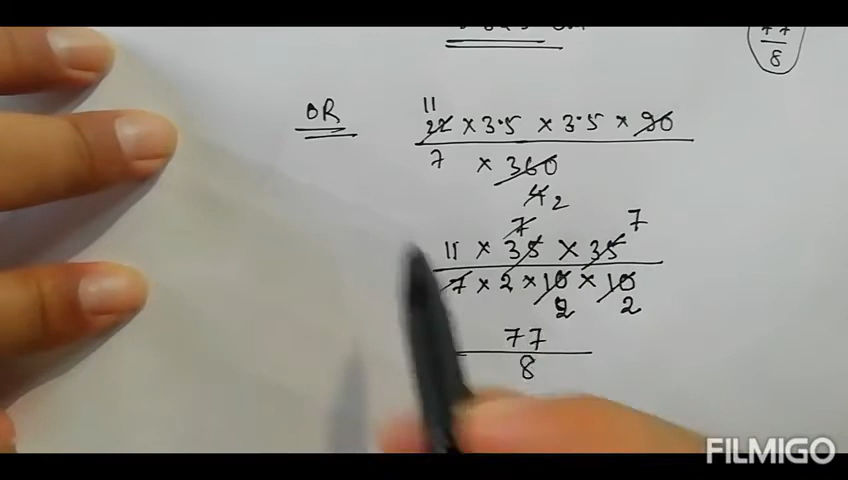 77
8
OR
11
22 × 3.5 × 3.5 × 90
7 × 360
4 2
7 7
11 × 35 × 35
7 × 2 × 10 × 10
2 2
77
8
FILMIGO